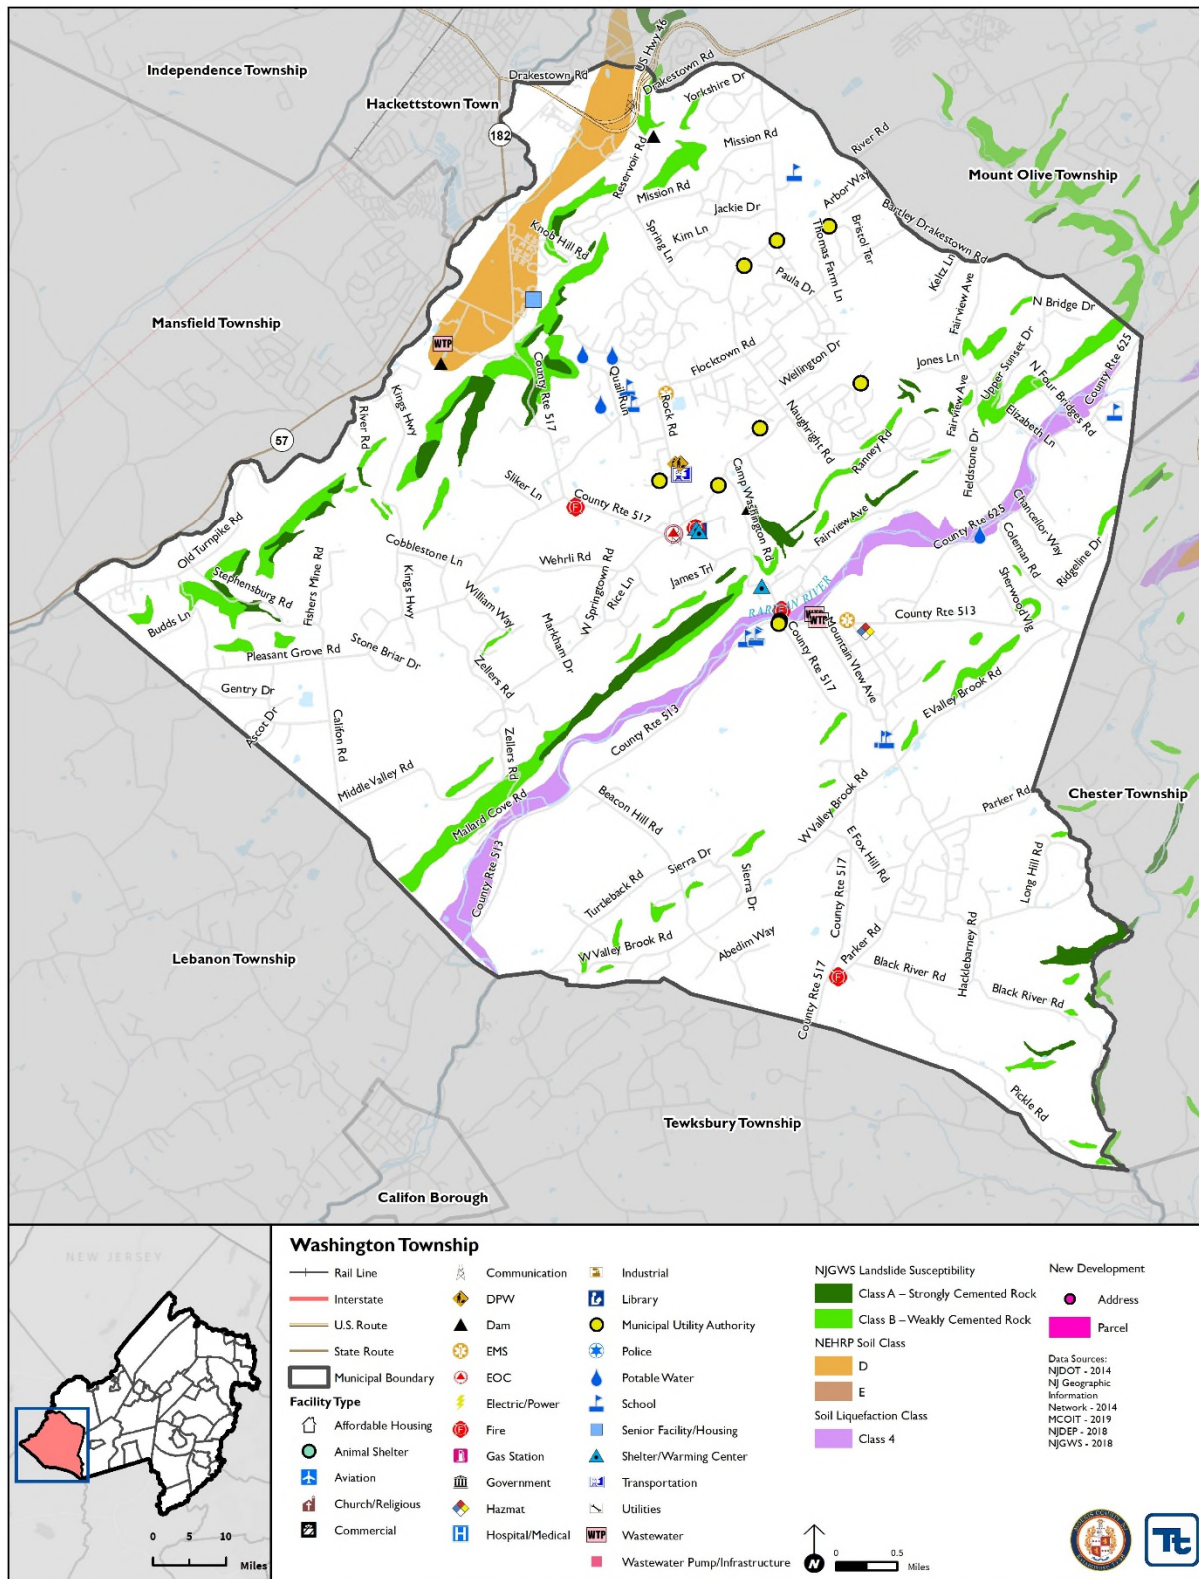 Independence Township
Hackettstown Town
Drakestown Rd
US Hwy 46
Drakestown Rd
Yorkshire Dr
182
Reservoir Rd
Mission Rd
River Rd
Mount Olive Township
Mission Rd
Jackie Dr
Arbor Way
Kim Ln
Spring Ln
Knob Hill Rd
Thomas Farm Ln
Bristol Ter
Bartley Drakestown Rd
Paula Dr
Keltz Ln
Fairview Ave
N Bridge Dr
Mansfield Township
WTP
County Rte 517
Quail Run
Flocktown Rd
Wellington Dr
Jones Ln
Upper Sunset Dr
County Rte 625
N Four Bridges Rd
Kings Hwy
River Rd
57
Rock Rd
Naughright Rd
Ranney Rd
Fairview Ave
Elizabeth Ln
Fieldstone Dr
Sliker Ln
County Rte 517
Camp Washington Rd
Fairview Ave
County Rte 625
Chancellor Way
Coleman Rd
Ridgeline Dr
Old Turnpike Rd
Stephensburg Rd
Budds Ln
Fishers Mine Rd
Cobblestone Ln
Kings Hwy
Wehrli Rd
W Springtown Rd
Rice Ln
James Trl
William Way
Markham Dr
RARITAN RIVER
WTP
County Rte 513
Sherwood Vlg
Pleasant Grove Rd
Stone Briar Dr
Zellers Rd
County Rte 517
Mountain View Ave
E Valley Brook Rd
Gentry Dr
Ascot Dr
Califon Rd
Zellers Rd
County Rte 513
Middle Valley Rd
Mallard Cove Rd
Beacon Hill Rd
W Valley Brook Rd
Parker Rd
Chester Township
County Rte 513
Sierra Dr
Turtleback Rd
Sierra Dr
E Fox Hill Rd
County Rte 517
Long Hill Rd
Lebanon Township
W Valley Brook Rd
Abedim Way
Parker Rd
Black River Rd
Hacklebarney Rd
Black River Rd
County Rte 517
Pickle Rd
Tewksbury Township
Califon Borough
NEW JERSEY
0 5 10
Miles
Washington Township
Rail Line
Interstate
U.S. Route
State Route
Municipal Boundary
Facility Type
Affordable Housing
Animal Shelter
Aviation
Church/Religious
Commercial
Communication
DPW
Dam
EMS
EOC
Electric/Power
Fire
Gas Station
Government
Hazmat
Hospital/Medical
Industrial
Library
Municipal Utility Authority
Police
Potable Water
School
Senior Facility/Housing
Shelter/Warming Center
Transportation
Utilities
WTP Wastewater
Wastewater Pump/Infrastructure
NJGWS Landslide Susceptibility
Class A – Strongly Cemented Rock
Class B – Weakly Cemented Rock
NEHRP Soil Class
D
E
Soil Liquefaction Class
Class 4
New Development
Address
Parcel
Data Sources:
NJDOT - 2014
NJ Geographic
Information
Network - 2014
MCOIT - 2019
NJDEP - 2018
NJGWS - 2018
N
0 0.5
Miles
Tt